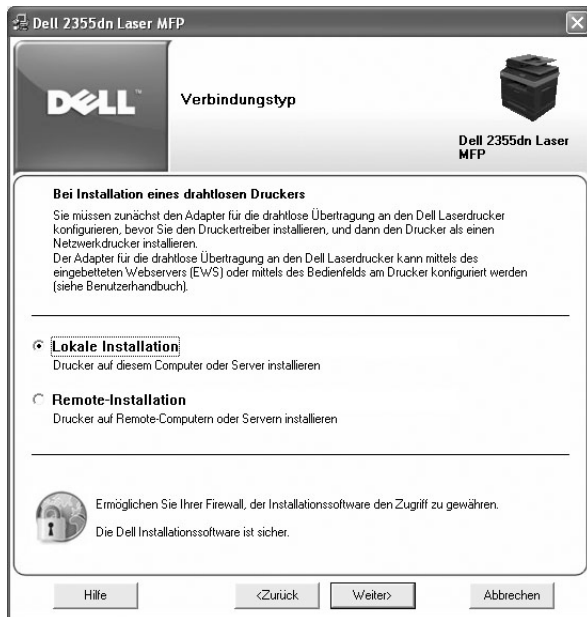 Dell 2355dn Laser MFP
DELL™
Verbindungstyp
Dell 2355dn Laser
MFP
Bei Installation eines drahtlosen Druckers
Sie müssen zunächst den Adapter für die drahtlose Übertragung an den Dell Laserdrucker
konfigurieren, bevor Sie den Druckertreiber installieren, und dann den Drucker als einen
Netzwerkdrucker installieren.
Der Adapter für die drahtlose Übertragung an den Dell Laserdrucker kann mittels des
eingebetteten Webservers (EWS) oder mittels des Bedienfelds am Drucker konfiguriert werden
(siehe Benutzerhandbuch).
Lokale Installation
Drucker auf diesem Computer oder Server installieren
Remote-Installation
Drucker auf Remote-Computern oder Servern installieren
Ermöglichen Sie Ihrer Firewall, der Installationssoftware den Zugriff zu gewähren.
Die Dell Installationssoftware ist sicher.
Hilfe
<Zurück
Weiter>
Abbrechen